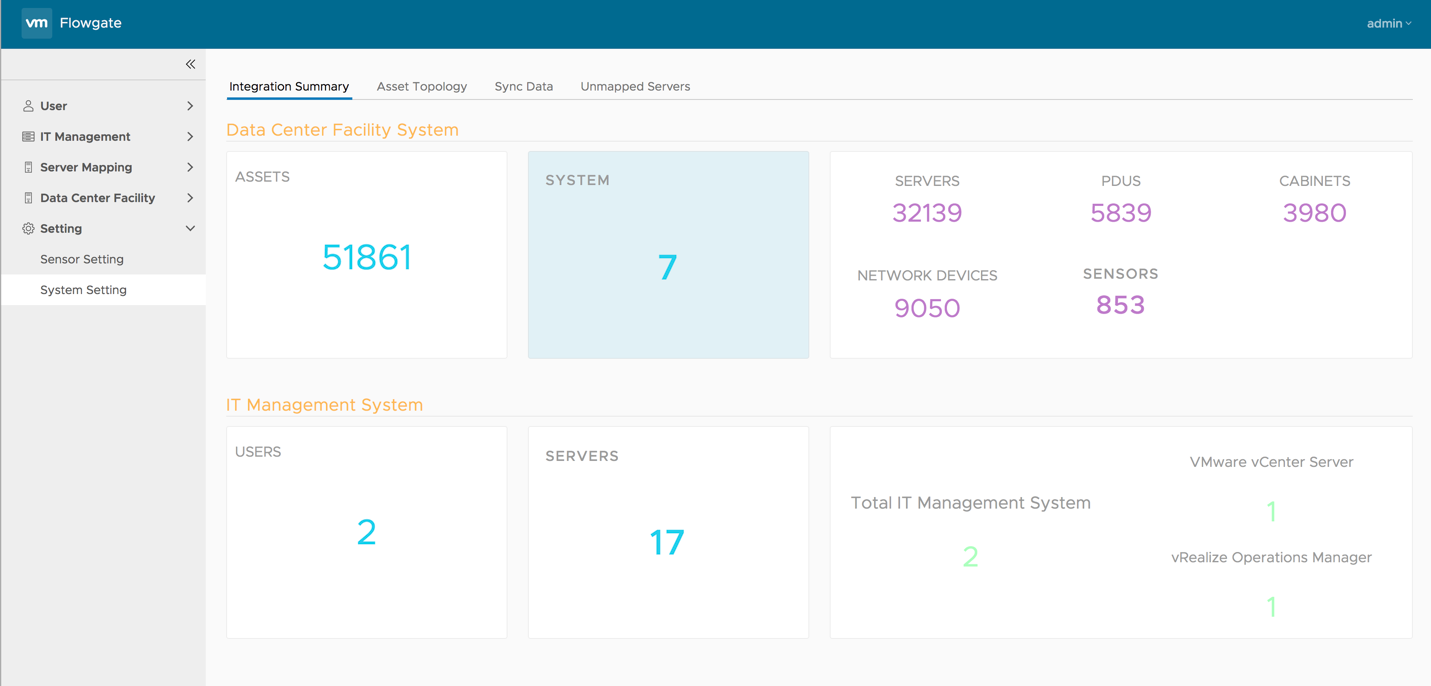 vm Flowgate admin
User
IT Management
Server Mapping
Data Center Facility
Setting
Sensor Setting
System Setting
Integration Summary Asset Topology Sync Data Unmapped Servers
Data Center Facility System
ASSETS
51861
SYSTEM
7
SERVERS PDUS CABINETS
32139 5839 3980
NETWORK DEVICES SENSORS
9050 853
IT Management System
USERS
2
SERVERS
17
Total IT Management System
2
VMware vCenter Server
1
vRealize Operations Manager
1